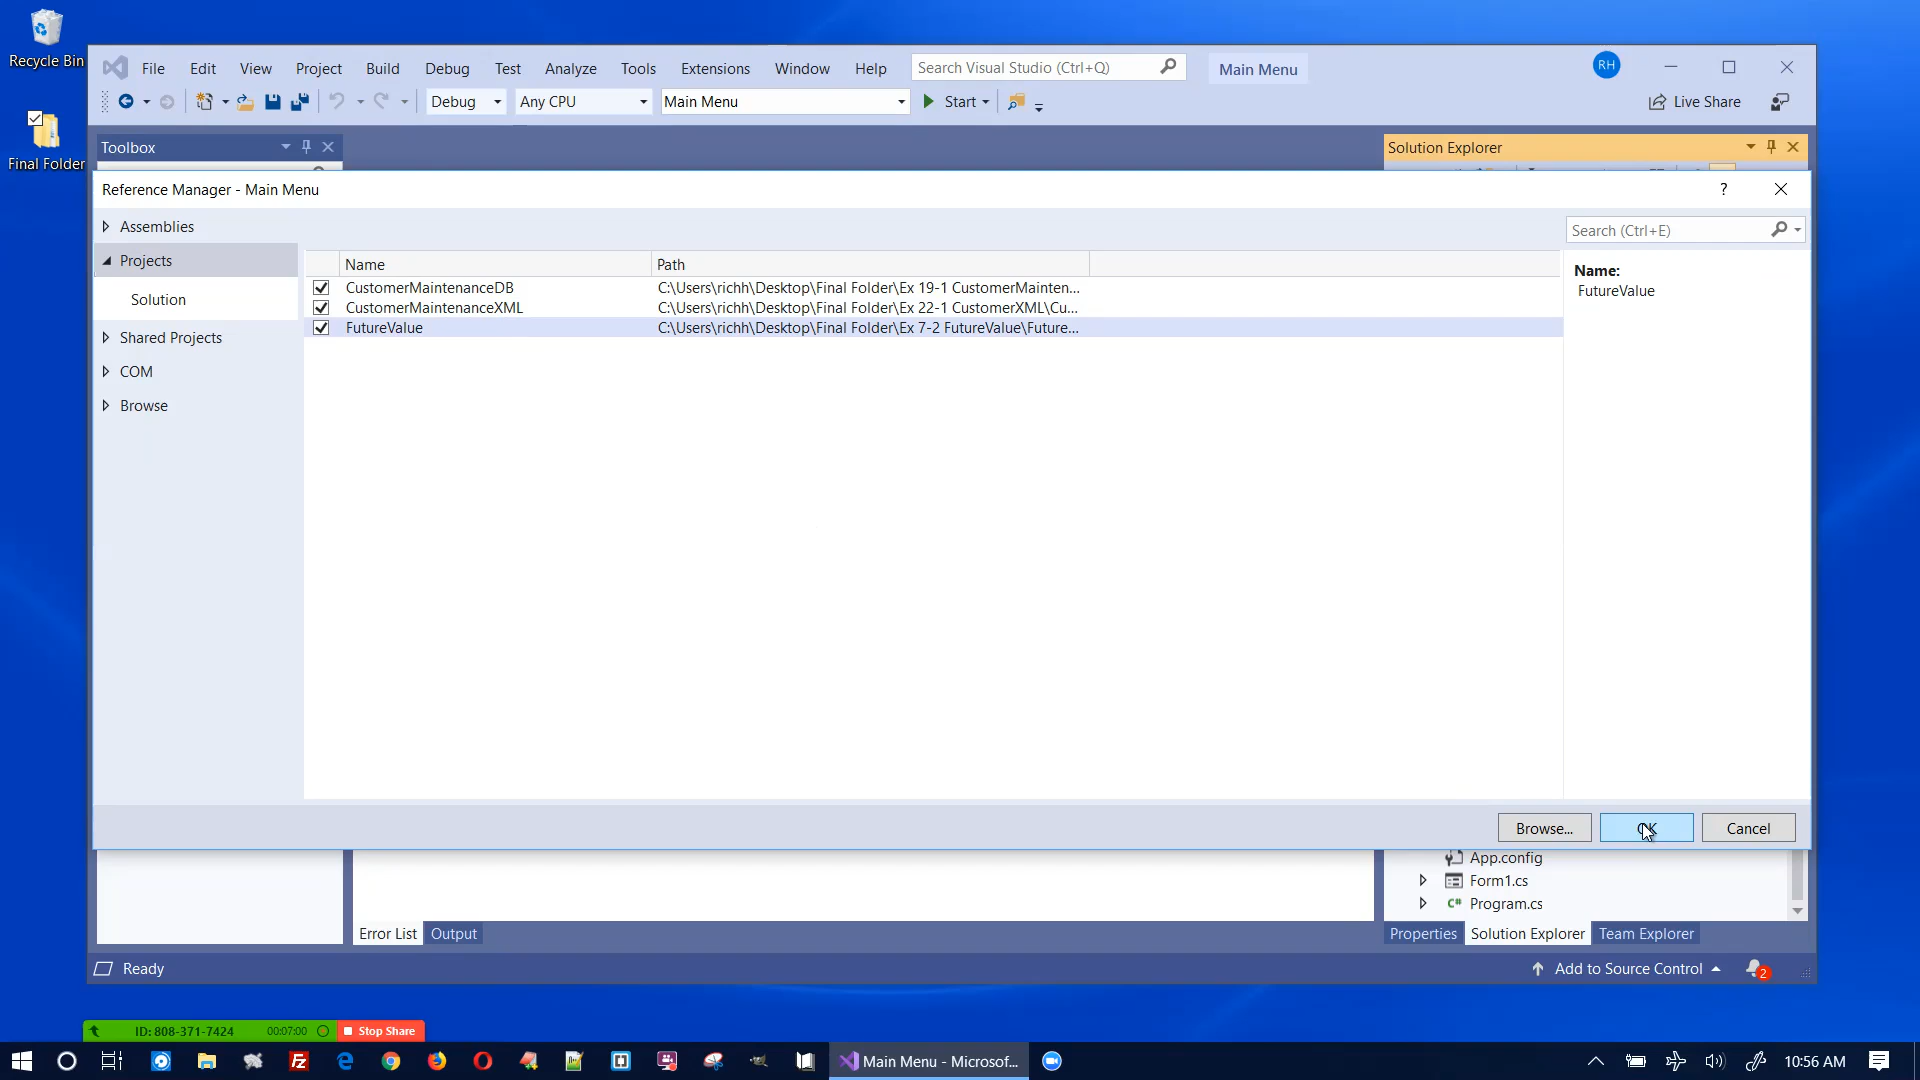 Recycle Bin
Final Folder
File Edit View Project Build Debug Test Analyze Tools Extensions Window Help Search Visual Studio (Ctrl+Q) Main Menu RH
Debug Any CPU Main Menu Start Live Share
Toolbox
Solution Explorer
Reference Manager - Main Menu ?
Assemblies
Projects
Solution
Shared Projects
COM
Browse
Search (Ctrl+E)
Name Path
CustomerMaintenanceDB C:\Users\richh\Desktop\Final Folder\Ex 19-1 CustomerMainten...
CustomerMaintenanceXML C:\Users\richh\Desktop\Final Folder\Ex 22-1 CustomerXML\Cu...
FutureValue C:\Users\richh\Desktop\Final Folder\Ex 7-2 FutureValue\Future...
Name:
FutureValue
Browse... OK Cancel
App.config
Form1.cs
C# Program.cs
Error List Output
Properties Solution Explorer Team Explorer
Ready
Add to Source Control 2
ID: 808-371-7424 00:07:00 Stop Share
Main Menu - Microsof...
10:56 AM